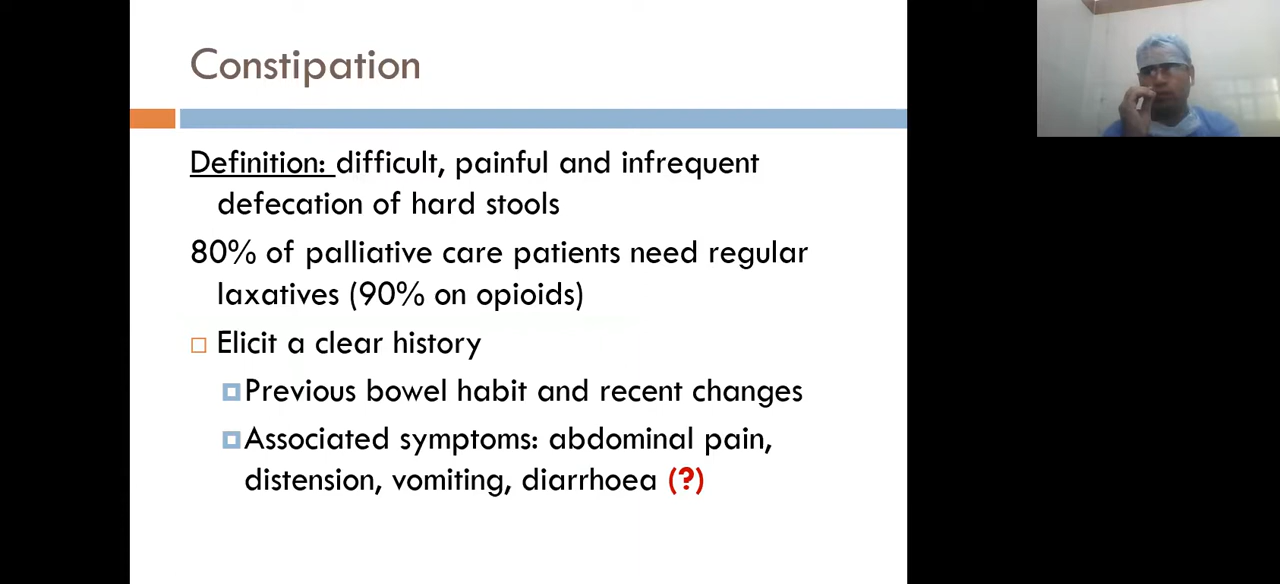 Constipation
Definition: difficult, painful and infrequent
defecation of hard stools
80% of palliative care patients need regular
laxatives (90% on opioids)
Elicit a clear history
Previous bowel habit and recent changes
Associated symptoms: abdominal pain,
distension, vomiting, diarrhoea (?)